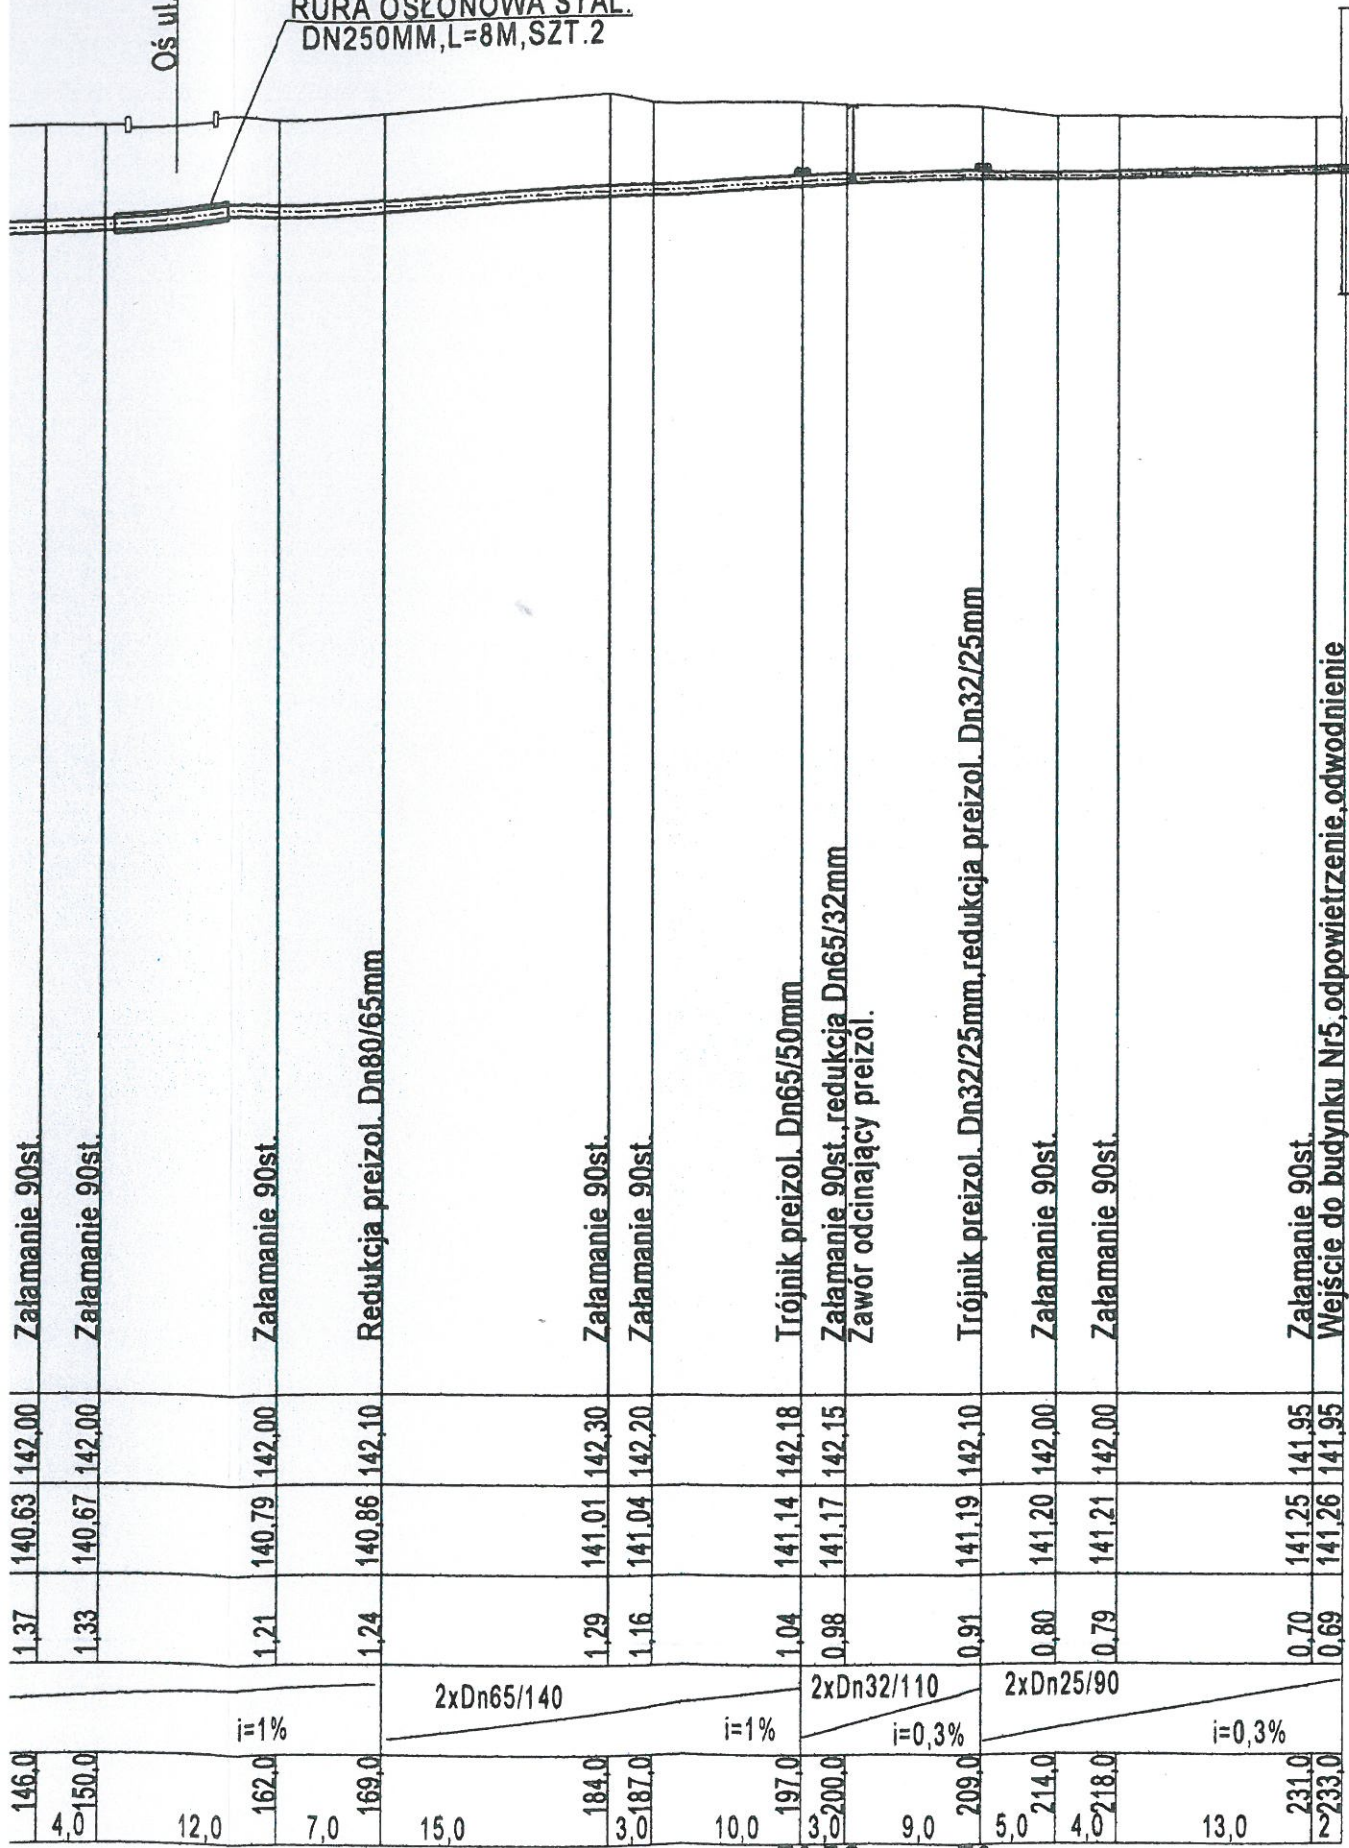 Oś ul.
RURA OSŁONOWA STAL.
DN250MM,L=8M,SZT.2
Załamanie 90st.
Załamanie 90st.
Załamanie 90st.
Redukcja preizol. Dn80/65mm
Załamanie 90st.
Załamanie 90st.
Trójnik preizol. Dn65/50mm
Załamanie 90st.,redukcja Dn65/32mm
Zawór odcinający preizol.
Trójnik preizol. Dn32/25mm,redukcja preizol. Dn32/25mm
Załamanie 90st.
Załamanie 90st.
Załamanie 90st.
Wejście do budynku Nr5,odpowietrzenie,odwodnienie
142,00 142,00 142,00 142,10 142,30 142,20 142,18 142,15 142,10 142,00 142,00 141,95 141,95
140,63 140,67 140,79 140,86 141,01 141,04 141,14 141,17 141,19 141,20 141,21 141,25 141,26
1,37 1,33 1,21 1,24 1,29 1,16 1,04 0,98 0,91 0,80 0,79 0,70 0,69
2xDn65/140 2xDn32/110 2xDn25/90
i=1% i=1% i=0,3% i=0,3%
146,0 150,0 162,0 169,0 184,0 187,0 197,0 200,0 209,0 214,0 218,0 231,0 233,0
4,0 12,0 7,0 15,0 3,0 10,0 3,0 9,0 5,0 4,0 13,0 2